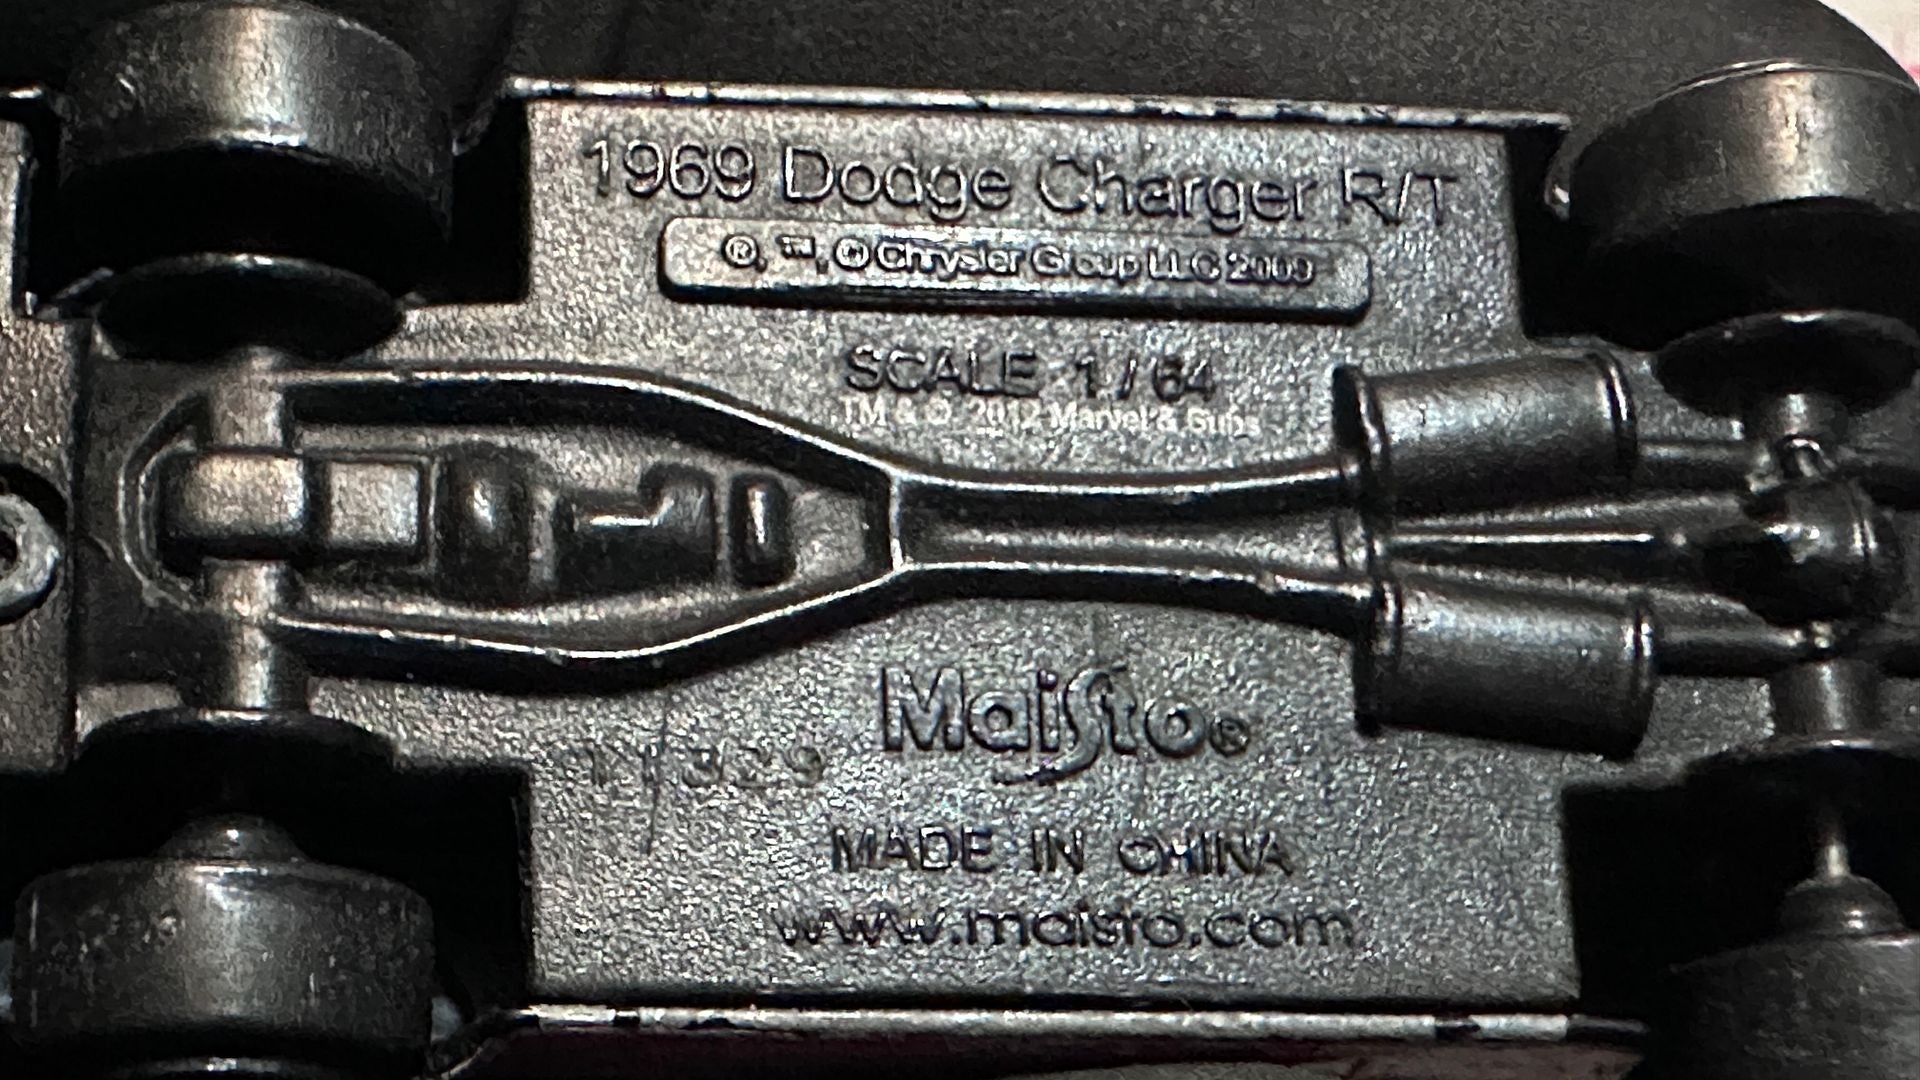 1969 Dodge Charger R/T
®, ™, © Chrysler Group LLC 2009
SCALE 1/64
TM & © 2012 Marvel & Subs
Maisto®
11329
MADE IN CHINA
www.maisto.com